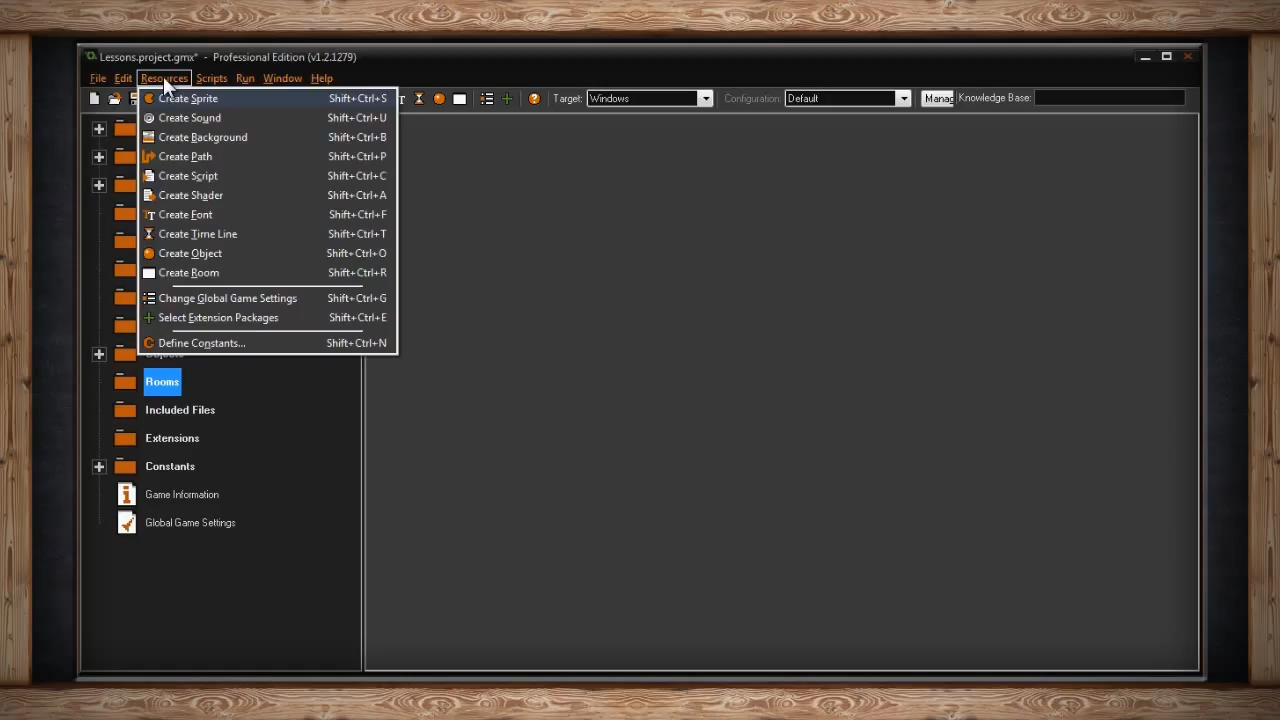 Lessons.project.gmx* - Professional Edition (v1.2.1279)
File Edit Resources Scripts Run Window Help
Target: Windows Configuration: Default Manag Knowledge Base:
Create Sprite Shift+Ctrl+S
Create Sound Shift+Ctrl+U
Create Background Shift+Ctrl+B
Create Path Shift+Ctrl+P
Create Script Shift+Ctrl+C
Create Shader Shift+Ctrl+A
Create Font Shift+Ctrl+F
Create Time Line Shift+Ctrl+T
Create Object Shift+Ctrl+O
Create Room Shift+Ctrl+R
Change Global Game Settings Shift+Ctrl+G
Select Extension Packages Shift+Ctrl+E
Define Constants... Shift+Ctrl+N
Objects
Rooms
Included Files
Extensions
Constants
Game Information
Global Game Settings